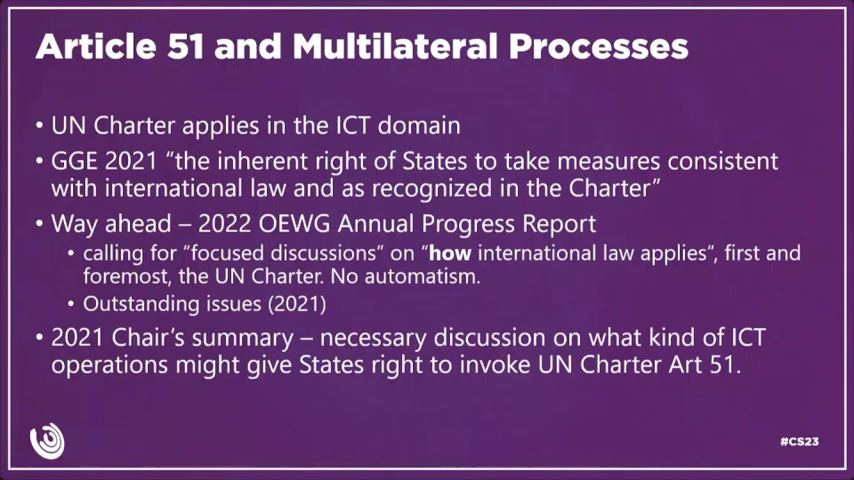 Article 51 and Multilateral Processes
• UN Charter applies in the ICT domain
• GGE 2021 “the inherent right of States to take measures consistent
with international law and as recognized in the Charter”
• Way ahead – 2022 OEWG Annual Progress Report
• calling for “focused discussions” on “how international law applies”, first and
foremost, the UN Charter. No automatism.
• Outstanding issues (2021)
• 2021 Chair’s summary – necessary discussion on what kind of ICT
operations might give States right to invoke UN Charter Art 51.
#CS23